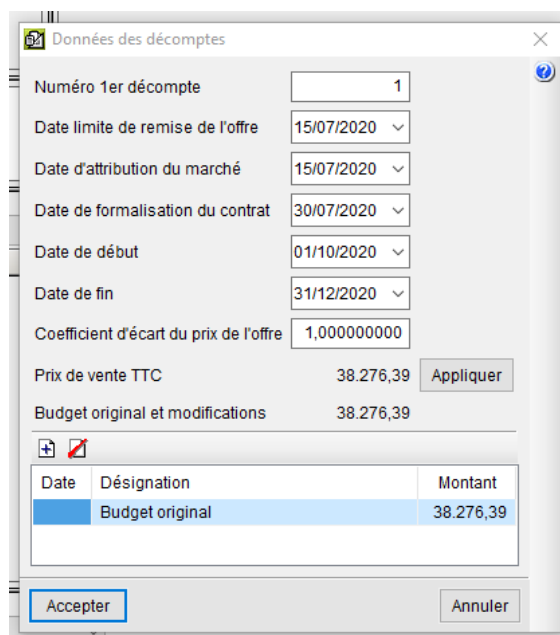 Données des décomptes
Numéro 1er décompte 1
Date limite de remise de l'offre 15/07/2020
Date d'attribution du marché 15/07/2020
Date de formalisation du contrat 30/07/2020
Date de début 01/10/2020
Date de fin 31/12/2020
Coefficient d'écart du prix de l'offre 1,000000000
Prix de vente TTC 38.276,39 Appliquer
Budget original et modifications 38.276,39
Date Désignation Montant
Budget original 38.276,39
Accepter Annuler